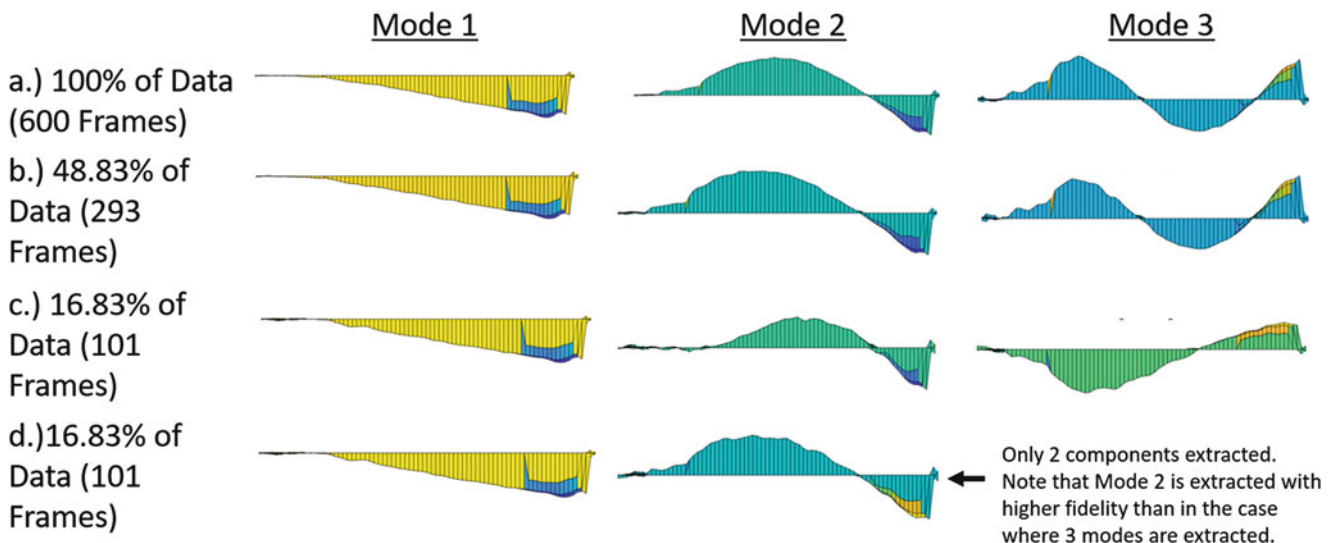 Mode 1
Mode 2
Mode 3
a.) 100% of Data
(600 Frames)
b.) 48.83% of
Data (293
Frames)
c.) 16.83% of
Data (101
Frames)
d.)16.83% of
Data (101
Frames)
Only 2 components extracted.
Note that Mode 2 is extracted with
higher fidelity than in the case
where 3 modes are extracted.